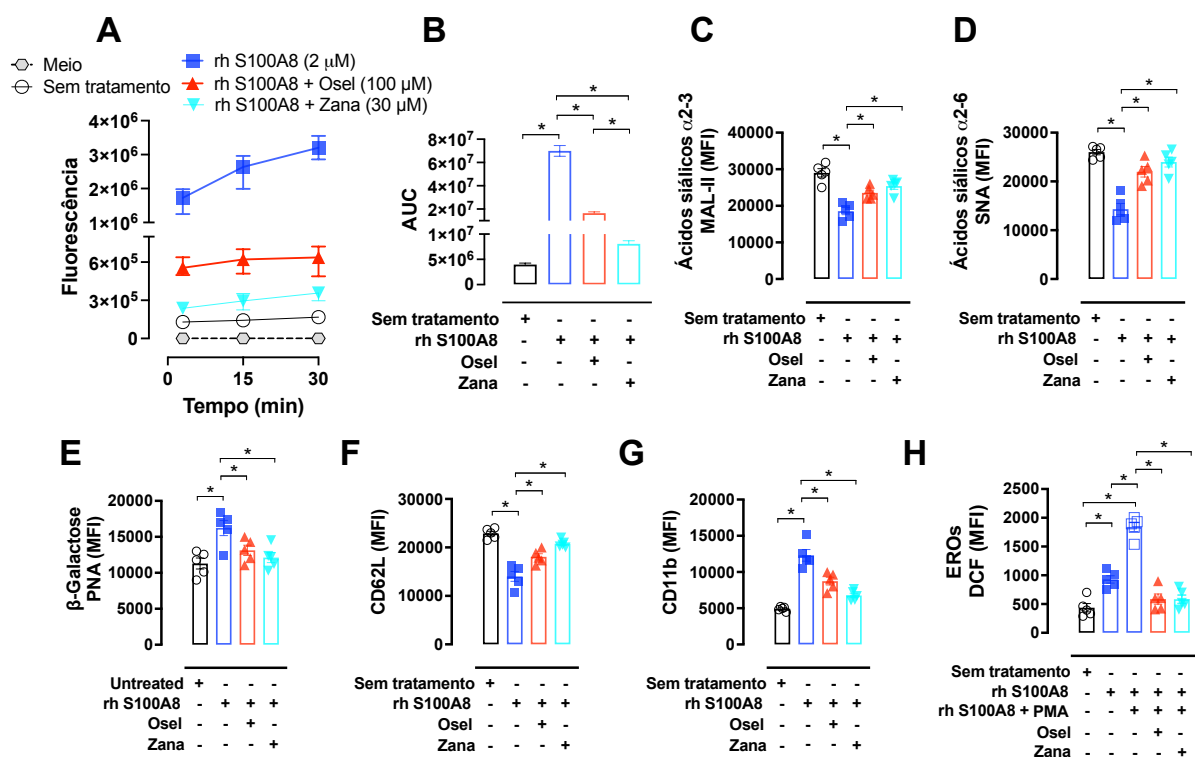 A
Meio
Sem tratamento
rh S100A8 (2 μM)
rh S100A8 + Osel (100 μM)
rh S100A8 + Zana (30 μM)
Fluorescência
4×10⁶
3×10⁶
2×10⁶
1×10⁶
6×10⁵
3×10⁵
0
0 15 30
Tempo (min)
B
* * * *
AUC
8×10⁷
7×10⁷
6×10⁷
5×10⁷
2×10⁷
1×10⁷
5×10⁶
0
Sem tratamento + - - -
rh S100A8 - + + +
Osel - - + -
Zana - - - +
C
* * *
Ácidos siálicos α2-3
MAL-II (MFI)
40000
30000
20000
10000
0
Sem tratamento + - - -
rh S100A8 - + + +
Osel - - + -
Zana - - - +
D
* * *
Ácidos siálicos α2-6
SNA (MFI)
30000
20000
10000
0
Sem tratamento + - - -
rh S100A8 - + + +
Osel - - + -
Zana - - - +
E
* * *
β-Galactose
PNA (MFI)
20000
15000
10000
5000
0
Untreated + - - -
rh S100A8 - + + +
Osel - - + -
Zana - - - +
F
* * *
CD62L (MFI)
30000
20000
10000
0
Sem tratamento + - - -
rh S100A8 - + + +
Osel - - + -
Zana - - - +
G
* * *
CD11b (MFI)
20000
15000
10000
5000
0
Sem tratamento + - - -
rh S100A8 - + + +
Osel - - + -
Zana - - - +
H
* * * * *
EROs
DCF (MFI)
2000
1500
1000
500
0
Sem tratamento + - - - -
rh S100A8 - + + + +
rh S100A8 + PMA - - + + +
Osel - - - + -
Zana - - - - +